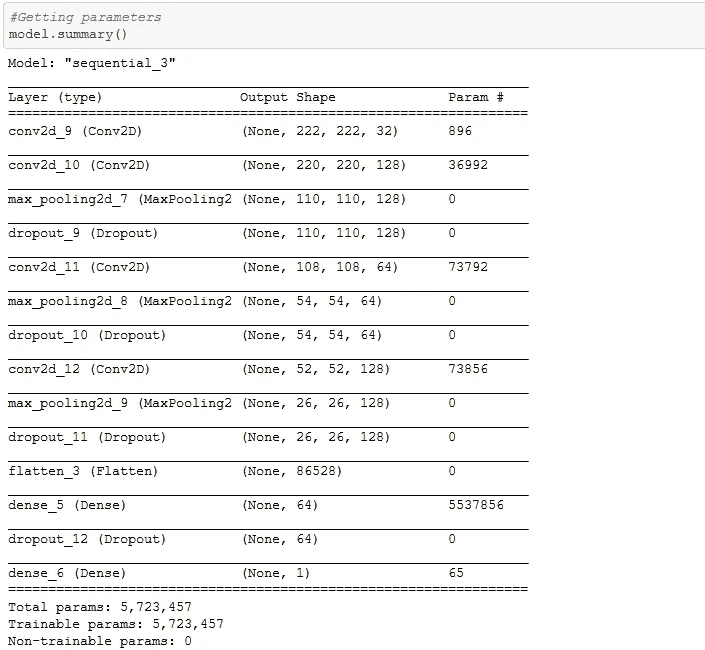 #Getting parameters
model.summary()
Model: "sequential_3"
Layer (type) Output Shape Param #
conv2d_9 (Conv2D) (None, 222, 222, 32) 896
conv2d_10 (Conv2D) (None, 220, 220, 128) 36992
max_pooling2d_7 (MaxPooling2 (None, 110, 110, 128) 0
dropout_9 (Dropout) (None, 110, 110, 128) 0
conv2d_11 (Conv2D) (None, 108, 108, 64) 73792
max_pooling2d_8 (MaxPooling2 (None, 54, 54, 64) 0
dropout_10 (Dropout) (None, 54, 54, 64) 0
conv2d_12 (Conv2D) (None, 52, 52, 128) 73856
max_pooling2d_9 (MaxPooling2 (None, 26, 26, 128) 0
dropout_11 (Dropout) (None, 26, 26, 128) 0
flatten_3 (Flatten) (None, 86528) 0
dense_5 (Dense) (None, 64) 5537856
dropout_12 (Dropout) (None, 64) 0
dense_6 (Dense) (None, 1) 65
Total params: 5,723,457
Trainable params: 5,723,457
Non-trainable params: 0